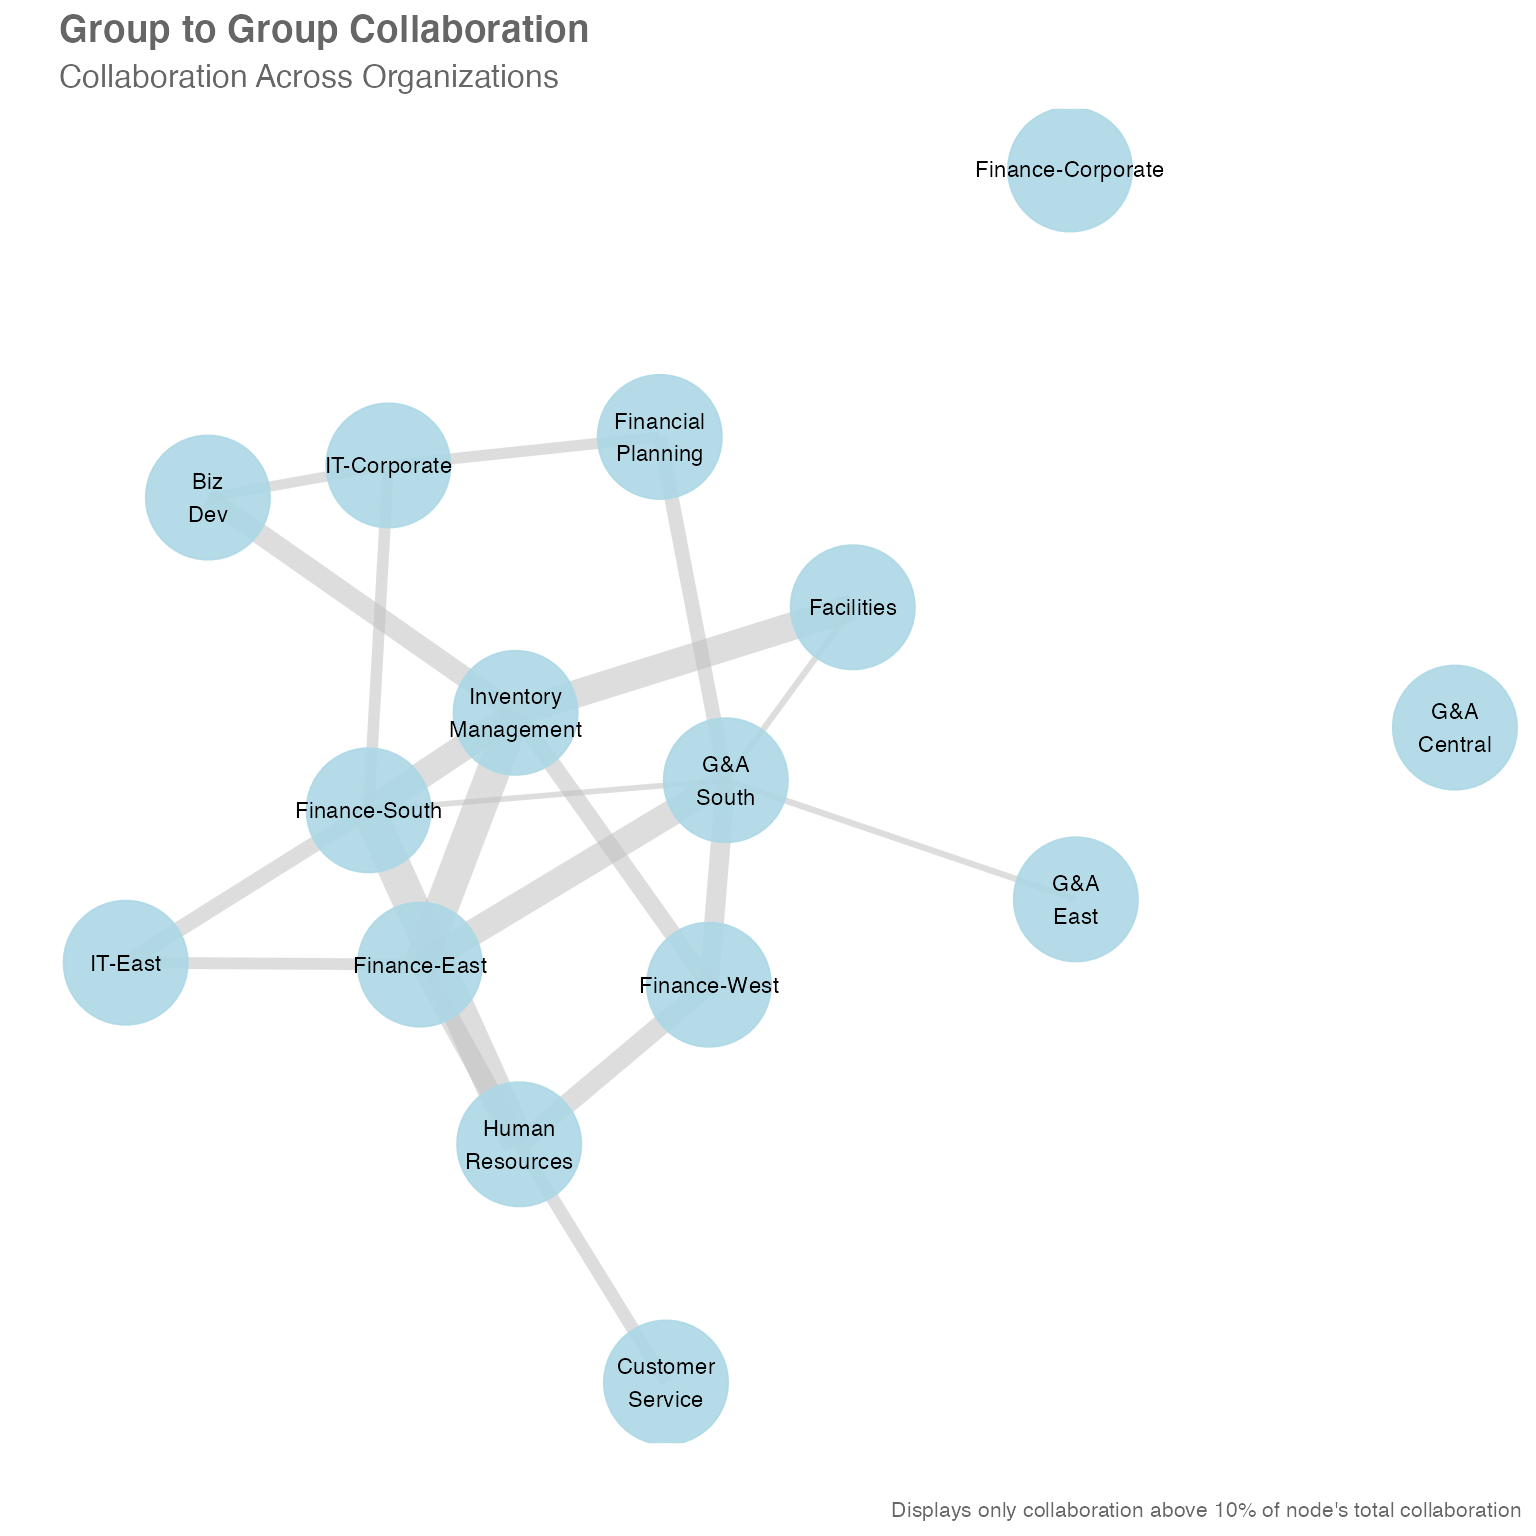 Group to Group Collaboration
Collaboration Across Organizations
Finance-Corporate
Financial
Planning
IT-Corporate
Biz
Dev
Facilities
Inventory
Management
G&A
Central
G&A
South
Finance-South
G&A
East
IT-East
Finance-East
Finance-West
Human
Resources
Customer
Service
Displays only collaboration above 10% of node's total collaboration